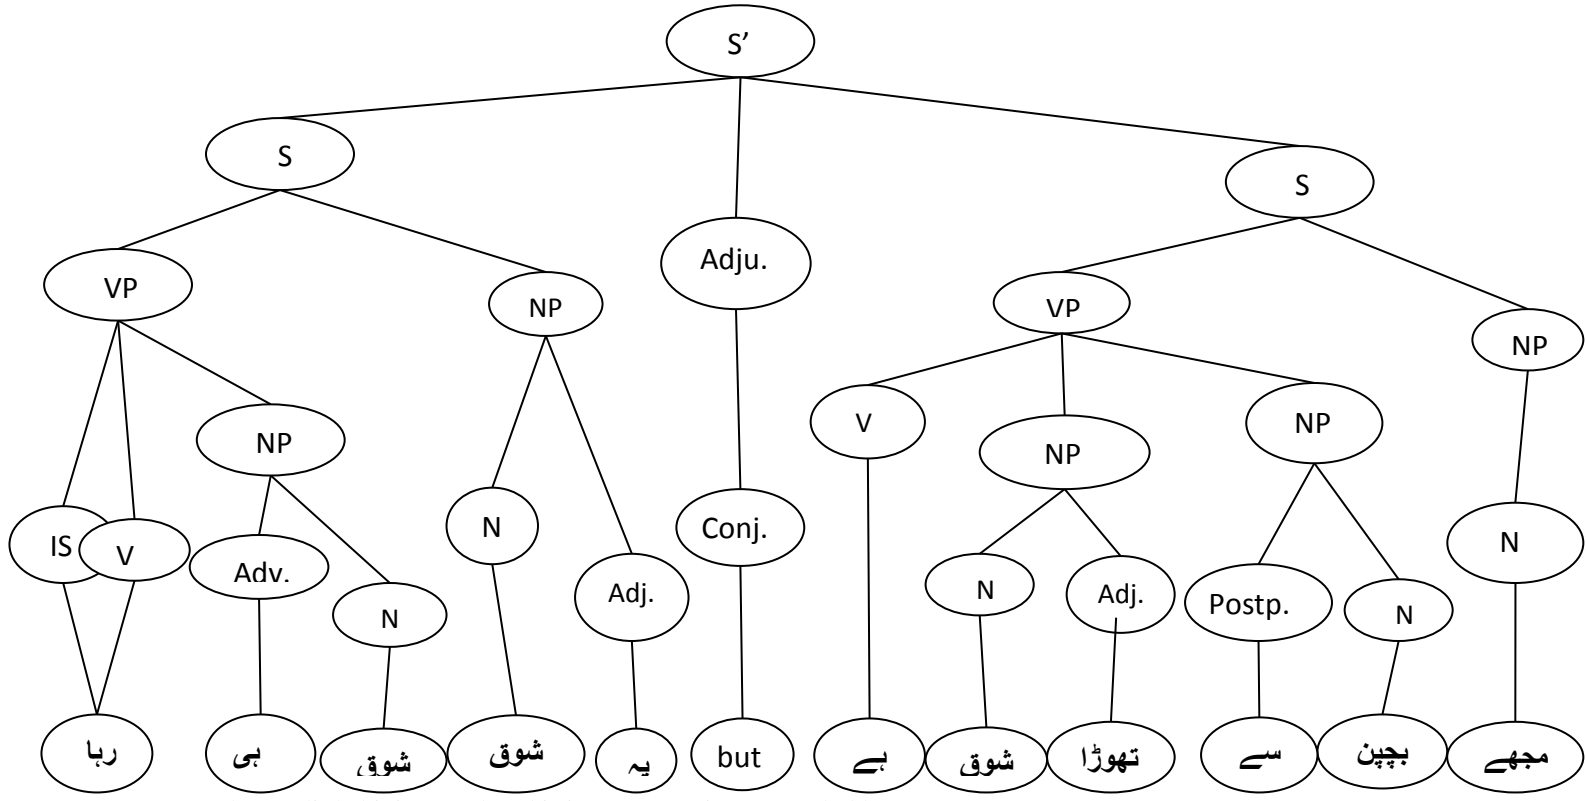 S’
S
S
Adju.
VP
NP
VP
NP
V
NP
NP
NP
IS
V
Adv.
N
N
Adj.
Conj.
N
Adj.
Postp.
N
N
مجھے بچپن سے تھوڑا شوق ہے but یہ شوق شوق ہی رہا